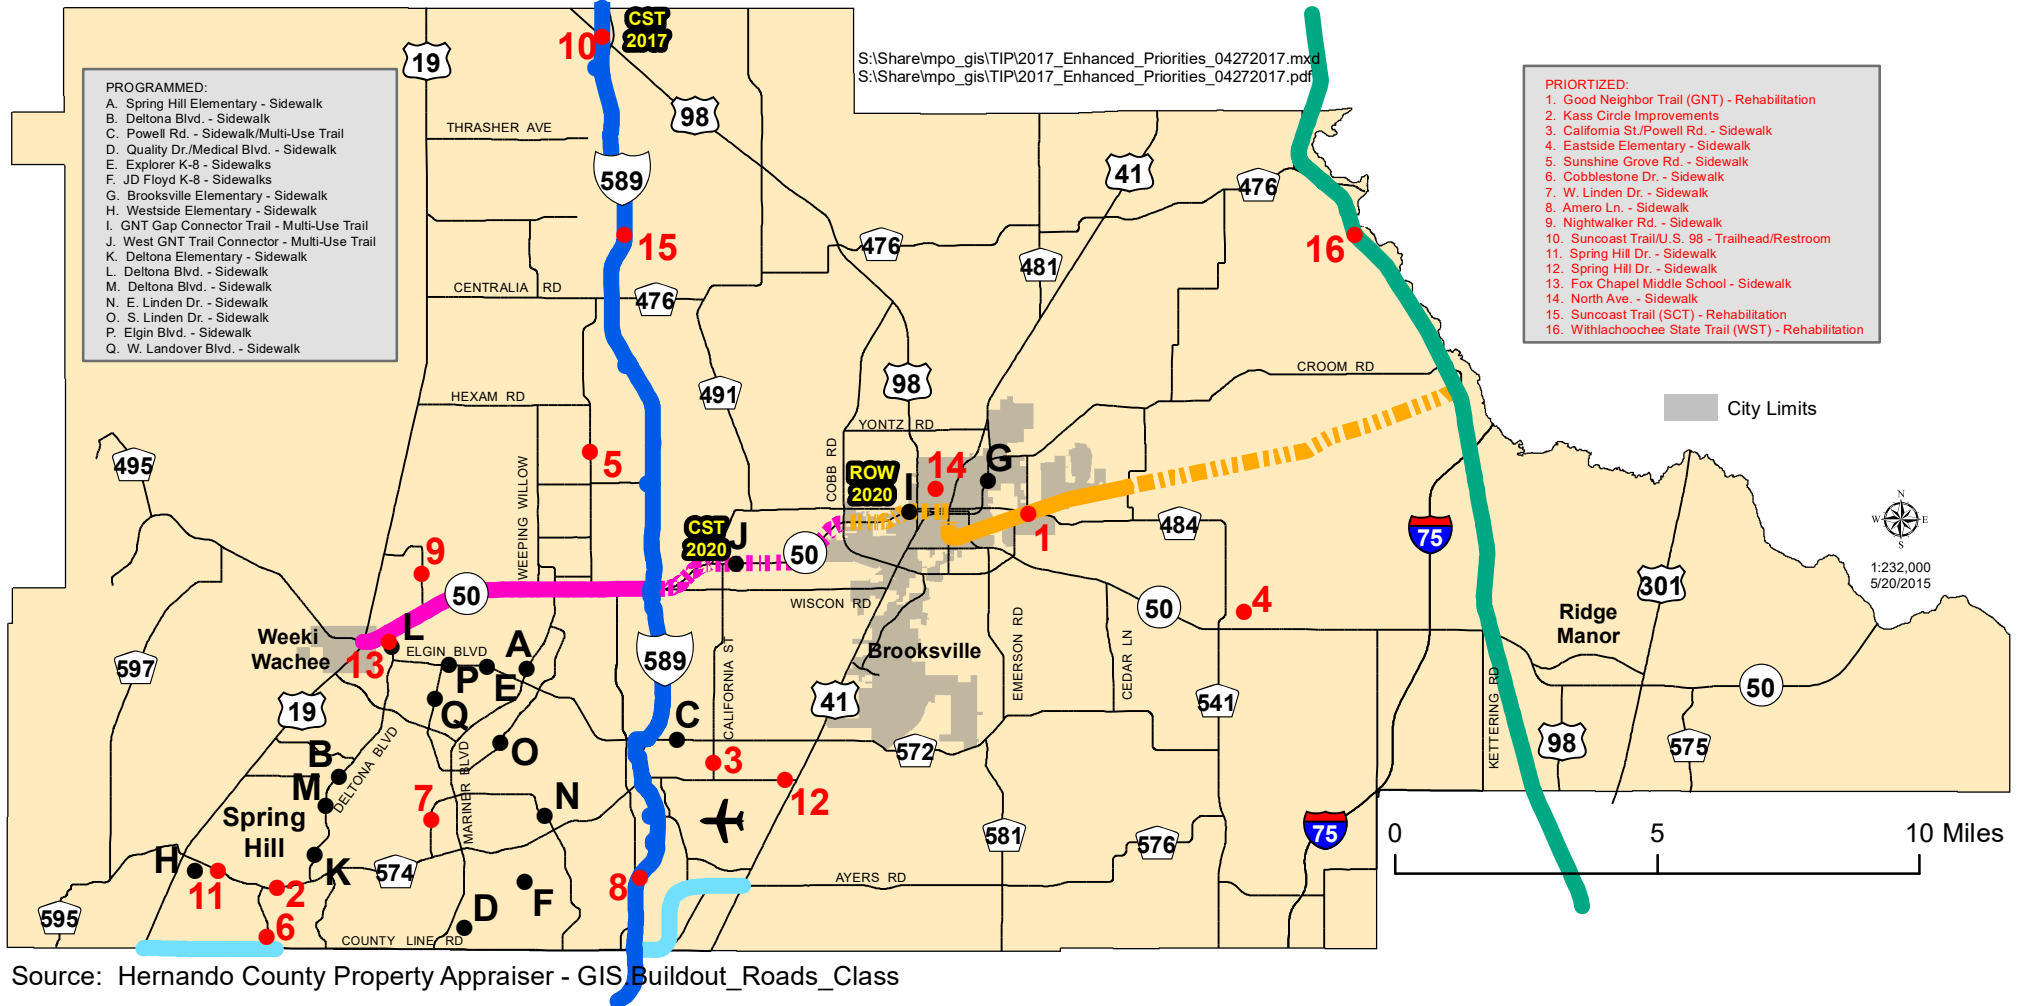 S:\Share\mpo_gis\TIP\2017_Enhanced_Priorities_04272017.mxd
S:\Share\mpo_gis\TIP\2017_Enhanced_Priorities_04272017.pdf
PROGRAMMED:
A. Spring Hill Elementary - Sidewalk
B. Deltona Blvd. - Sidewalk
C. Powell Rd. - Sidewalk/Multi-Use Trail
D. Quality Dr./Medical Blvd. - Sidewalk
E. Explorer K-8 - Sidewalks
F. JD Floyd K-8 - Sidewalks
G. Brooksville Elementary - Sidewalk
H. Westside Elementary - Sidewalk
I. GNT Gap Connector Trail - Multi-Use Trail
J. West GNT Trail Connector - Multi-Use Trail
K. Deltona Elementary - Sidewalk
L. Deltona Blvd. - Sidewalk
M. Deltona Blvd. - Sidewalk
N. E. Linden Dr. - Sidewalk
O. S. Linden Dr. - Sidewalk
P. Elgin Blvd. - Sidewalk
Q. W. Landover Blvd. - Sidewalk
PRIORTIZED:
1. Good Neighbor Trail (GNT) - Rehabilitation
2. Kass Circle Improvements
3. California St./Powell Rd. - Sidewalk
4. Eastside Elementary - Sidewalk
5. Sunshine Grove Rd. - Sidewalk
6. Cobblestone Dr. - Sidewalk
7. W. Linden Dr. - Sidewalk
8. Amero Ln. - Sidewalk
9. Nightwalker Rd. - Sidewalk
10. Suncoast Trail/U.S. 98 - Trailhead/Restroom
11. Spring Hill Dr. - Sidewalk
12. Spring Hill Dr. - Sidewalk
13. Fox Chapel Middle School - Sidewalk
14. North Ave. - Sidewalk
15. Suncoast Trail (SCT) - Rehabilitation
16. Withlachoochee State Trail (WST) - Rehabilitation
City Limits
N
W
E
S
1:232,000
5/20/2015
CST
2017
10
19
98
THRASHER AVE
589
41
476
15
476
481
16
CENTRALIA RD
476
491
98
CROOM RD
HEXAM RD
YONTZ RD
COBB RD
495
5
WEEPING WILLOW
ROW
2020
I
14
G
CST
2020
J
50
1
484
75
9
50
WISCON RD
50
4
301
Ridge
Manor
Weeki
Wachee
L
13
ELGIN BLVD
A
P
E
597
Q
589
CALIFORNIA ST
Brooksville
EMERSON RD
CEDAR LN
541
KETTERING RD
50
19
41
C
O
B
M
DELTONA BLVD
MARINER BLVD
572
98
575
3
12
7
N
Spring
Hill
581
576
75
0
5
10 Miles
H
11
2
K
574
8
AYERS RD
595
6
D
F
COUNTY LINE RD
Source: Hernando County Property Appraiser - GIS.Buildout_Roads_Class